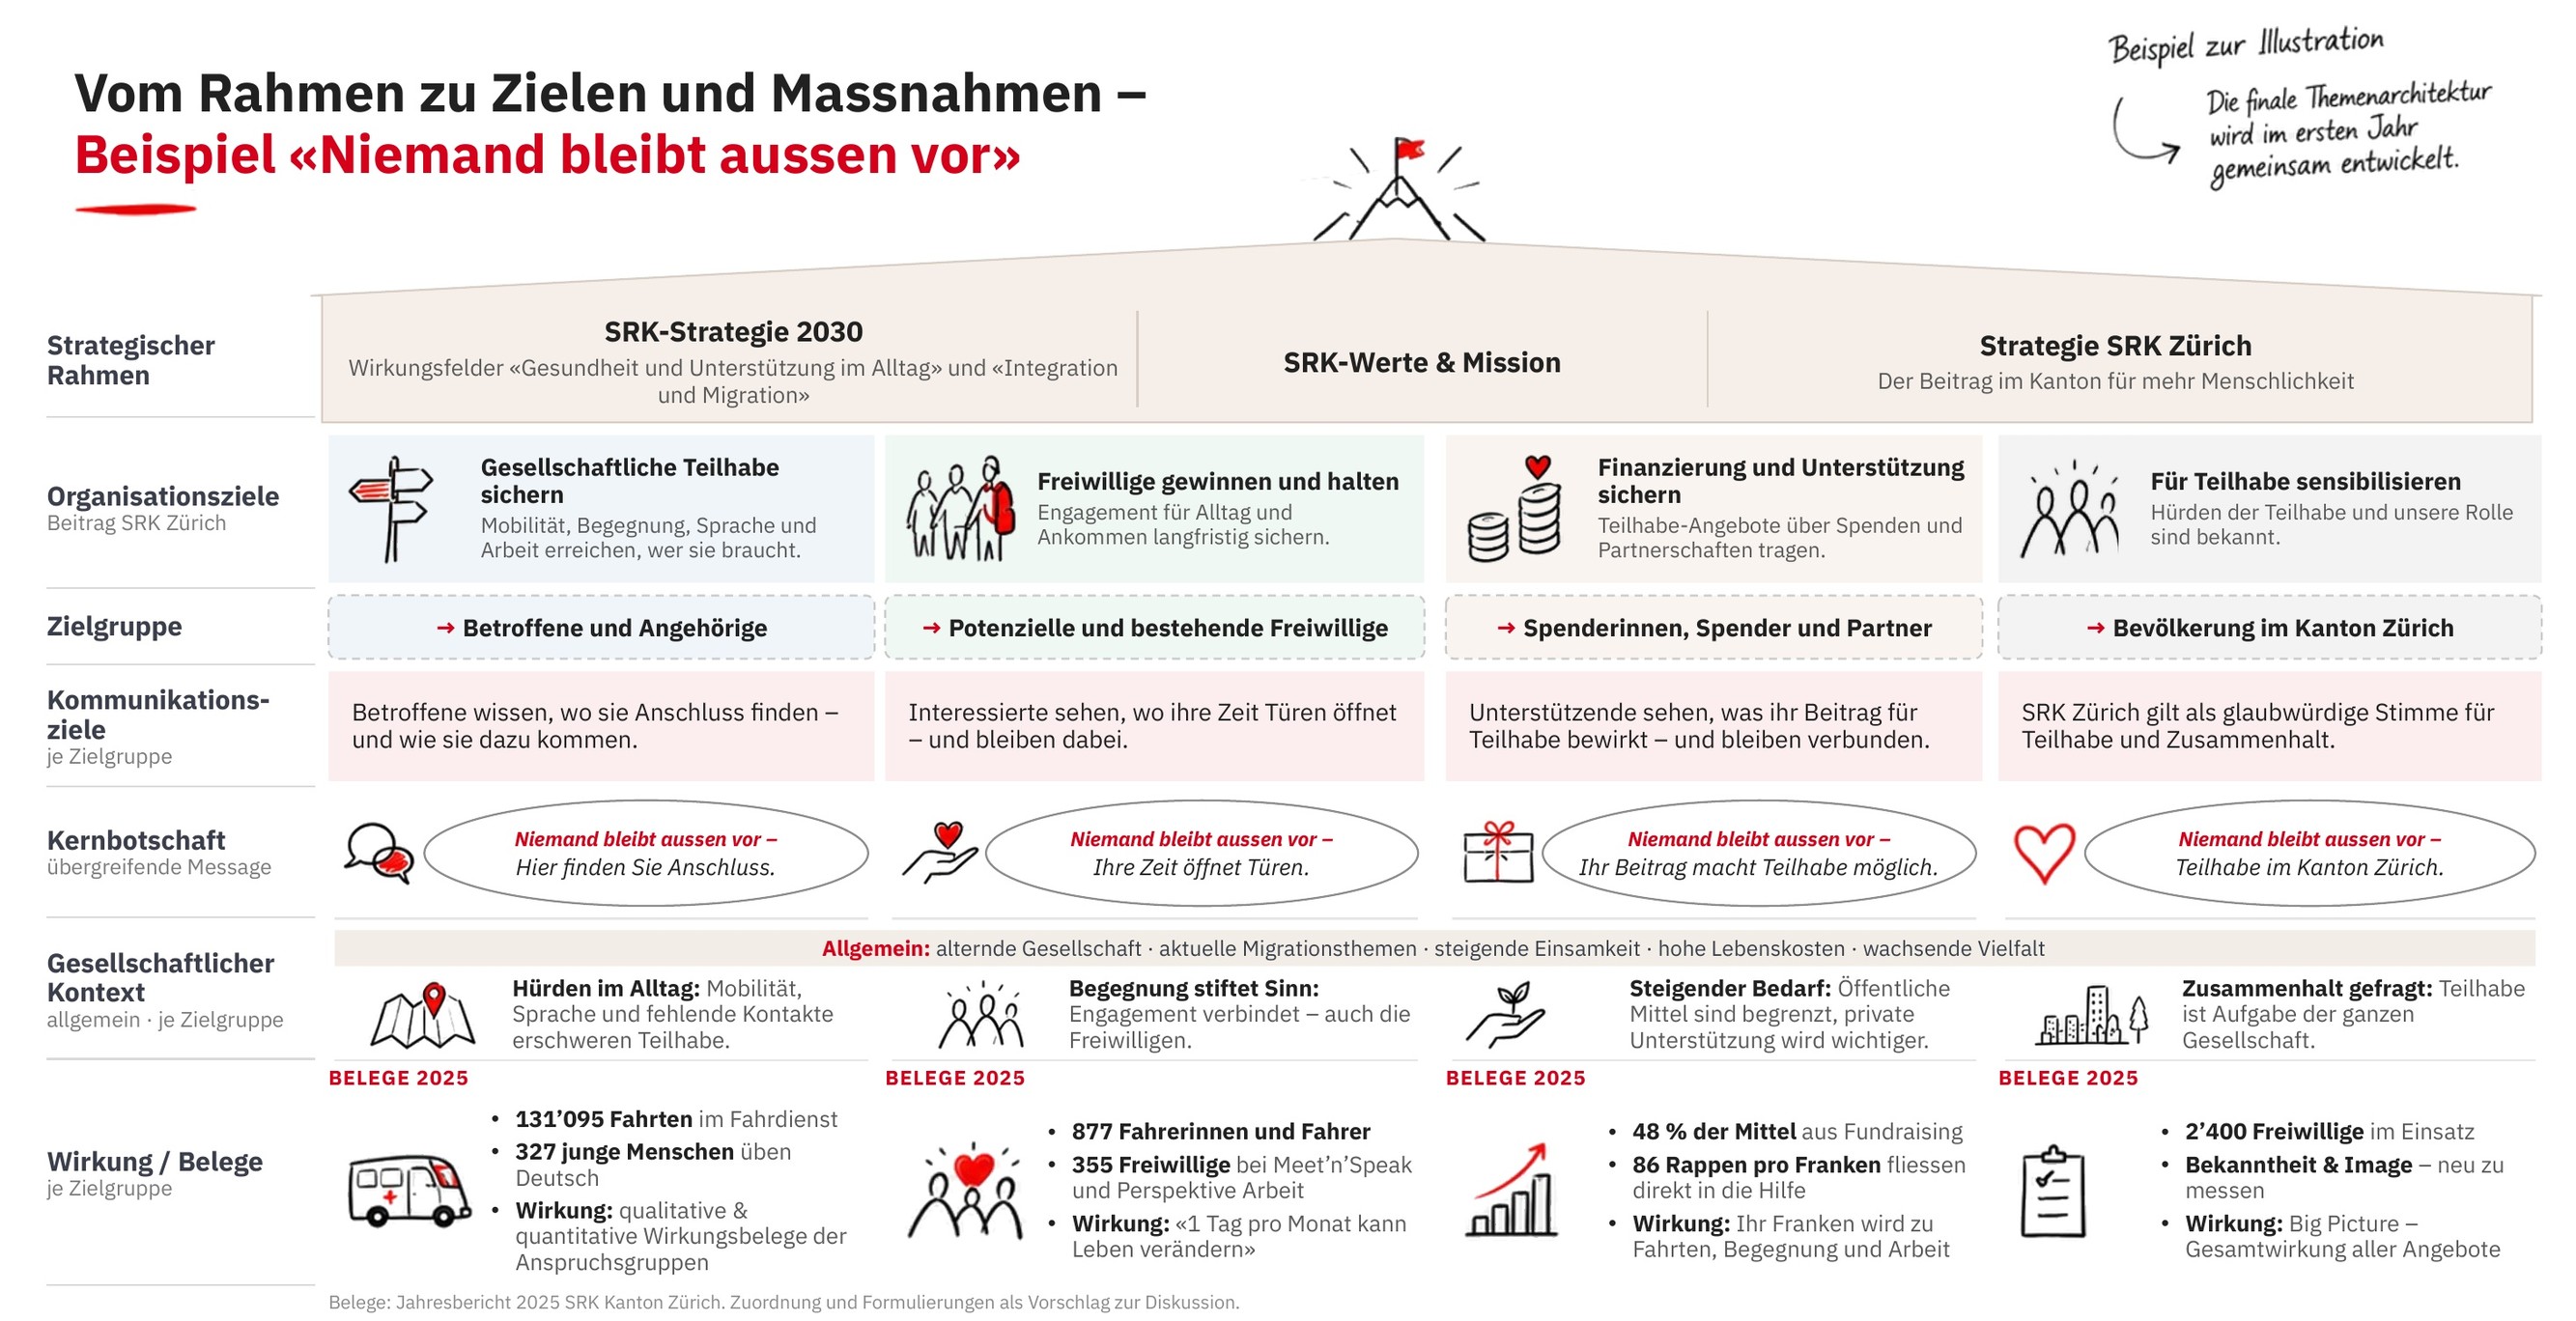 Beispiel zur Illustration
Die finale Themenarchitektur
wird im ersten Jahr
gemeinsam entwickelt.
Vom Rahmen zu Zielen und Massnahmen –
Beispiel «Niemand bleibt aussen vor»
Strategischer
Rahmen
SRK-Strategie 2030
Wirkungsfelder «Gesundheit und Unterstützung im Alltag» und «Integration
und Migration»
SRK-Werte & Mission
Strategie SRK Zürich
Der Beitrag im Kanton für mehr Menschlichkeit
Organisationsziele
Beitrag SRK Zürich
Gesellschaftliche Teilhabe
sichern
Mobilität, Begegnung, Sprache und
Arbeit erreichen, wer sie braucht.
Freiwillige gewinnen und halten
Engagement für Alltag und
Ankommen langfristig sichern.
Finanzierung und Unterstützung
sichern
Teilhabe-Angebote über Spenden und
Partnerschaften tragen.
Für Teilhabe sensibilisieren
Hürden der Teilhabe und unsere Rolle
sind bekannt.
Zielgruppe
→ Betroffene und Angehörige
→ Potenzielle und bestehende Freiwillige
→ Spenderinnen, Spender und Partner
→ Bevölkerung im Kanton Zürich
Kommunikations-
ziele
je Zielgruppe
Betroffene wissen, wo sie Anschluss finden –
und wie sie dazu kommen.
Interessierte sehen, wo ihre Zeit Türen öffnet
– und bleiben dabei.
Unterstützende sehen, was ihr Beitrag für
Teilhabe bewirkt – und bleiben verbunden.
SRK Zürich gilt als glaubwürdige Stimme für
Teilhabe und Zusammenhalt.
Kernbotschaft
übergreifende Message
Niemand bleibt aussen vor –
Hier finden Sie Anschluss.
Niemand bleibt aussen vor –
Ihre Zeit öffnet Türen.
Niemand bleibt aussen vor –
Ihr Beitrag macht Teilhabe möglich.
Niemand bleibt aussen vor –
Teilhabe im Kanton Zürich.
Gesellschaftlicher
Kontext
allgemein · je Zielgruppe
Allgemein: alternde Gesellschaft · aktuelle Migrationsthemen · steigende Einsamkeit · hohe Lebenskosten · wachsende Vielfalt
Hürden im Alltag: Mobilität,
Sprache und fehlende Kontakte
erschweren Teilhabe.
Begegnung stiftet Sinn:
Engagement verbindet – auch die
Freiwilligen.
Steigender Bedarf: Öffentliche
Mittel sind begrenzt, private
Unterstützung wird wichtiger.
Zusammenhalt gefragt: Teilhabe
ist Aufgabe der ganzen
Gesellschaft.
Wirkung / Belege
je Zielgruppe
BELEGE 2025
• 131’095 Fahrten im Fahrdienst
• 327 junge Menschen üben
Deutsch
• Wirkung: qualitative &
quantitative Wirkungsbelege der
Anspruchsgruppen
BELEGE 2025
• 877 Fahrerinnen und Fahrer
• 355 Freiwillige bei Meet’n’Speak
und Perspektive Arbeit
• Wirkung: «1 Tag pro Monat kann
Leben verändern»
BELEGE 2025
• 48 % der Mittel aus Fundraising
• 86 Rappen pro Franken fliessen
direkt in die Hilfe
• Wirkung: Ihr Franken wird zu
Fahrten, Begegnung und Arbeit
BELEGE 2025
• 2’400 Freiwillige im Einsatz
• Bekanntheit & Image – neu zu
messen
• Wirkung: Big Picture –
Gesamtwirkung aller Angebote
Belege: Jahresbericht 2025 SRK Kanton Zürich. Zuordnung und Formulierungen als Vorschlag zur Diskussion.